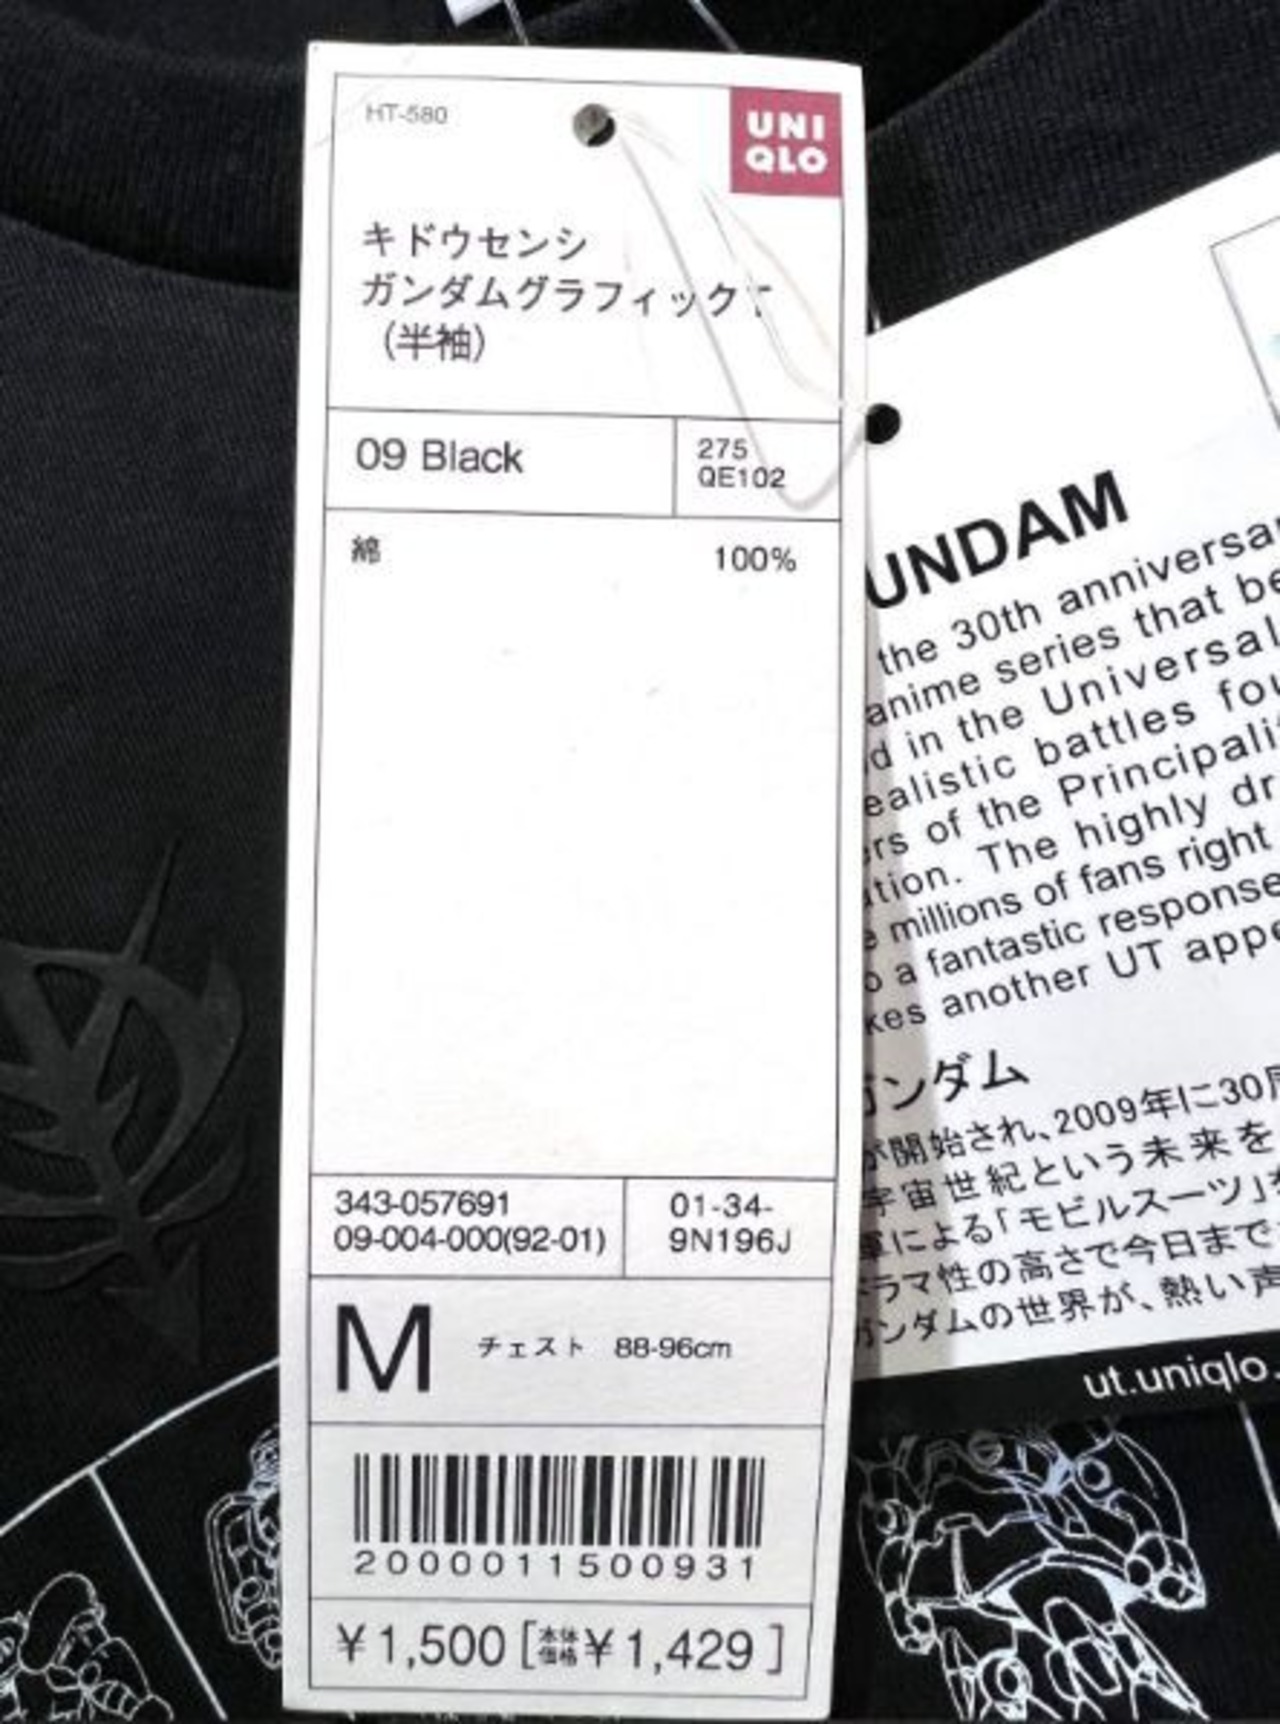 HT-580
UNI
QLO
キドウセンシ
ガンダムグラフィックT
(半袖)
09 Black
275
QE102
綿 100%
343-057691
09-004-000(92-01)
01-34-
9N196J
M チェスト 88-96cm
2000011500931
¥1,500[本体価格¥1,429]
UNDAM
the 30th anniversar
anime series that be
d in the Universal
ealistic battles fou
rs of the Principali
tion. The highly dr
millions of fans right
o a fantastic response
kes another UT appe
ガンダム
が開始され、2009年に30周
宇宙世紀という未来を
軍による「モビルスーツ」を
ラマ性の高さで今日まで
ガンダムの世界が、熱い声
ut.uniqlo.